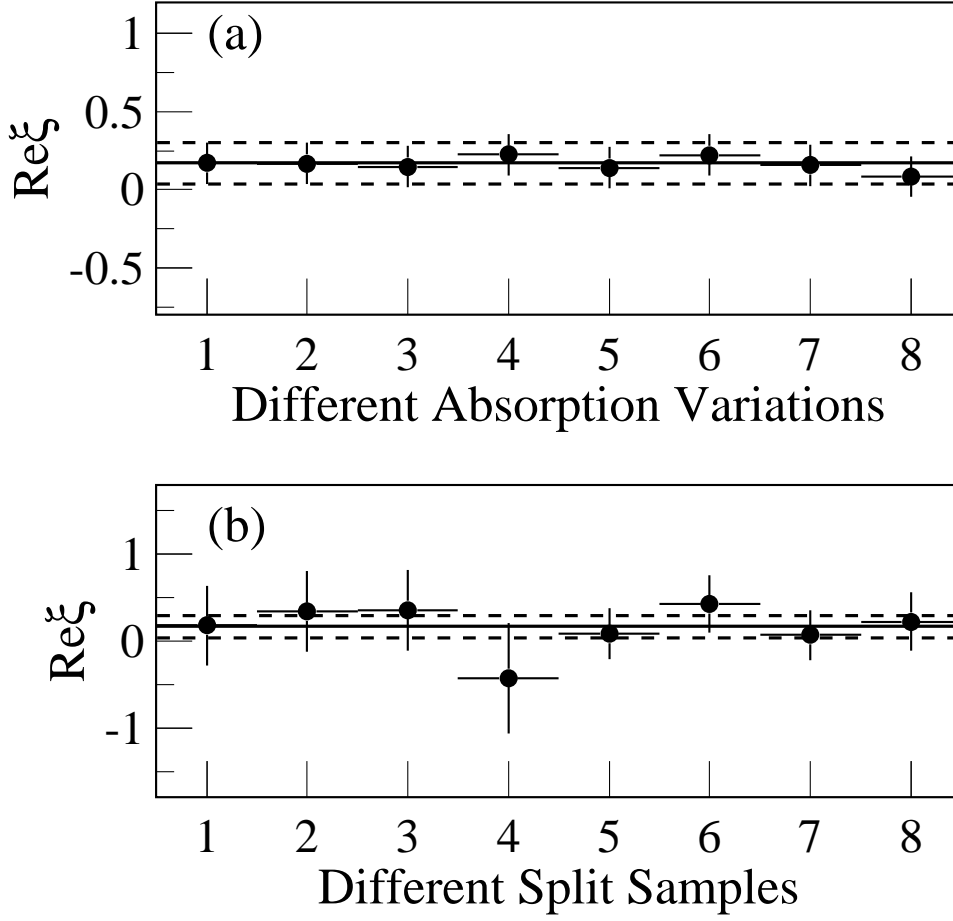 (a)
1
0.5
0
-0.5
Reξ
1 2 3 4 5 6 7 8
Different Absorption Variations
(b)
1
0
-1
Reξ
1 2 3 4 5 6 7 8
Different Split Samples